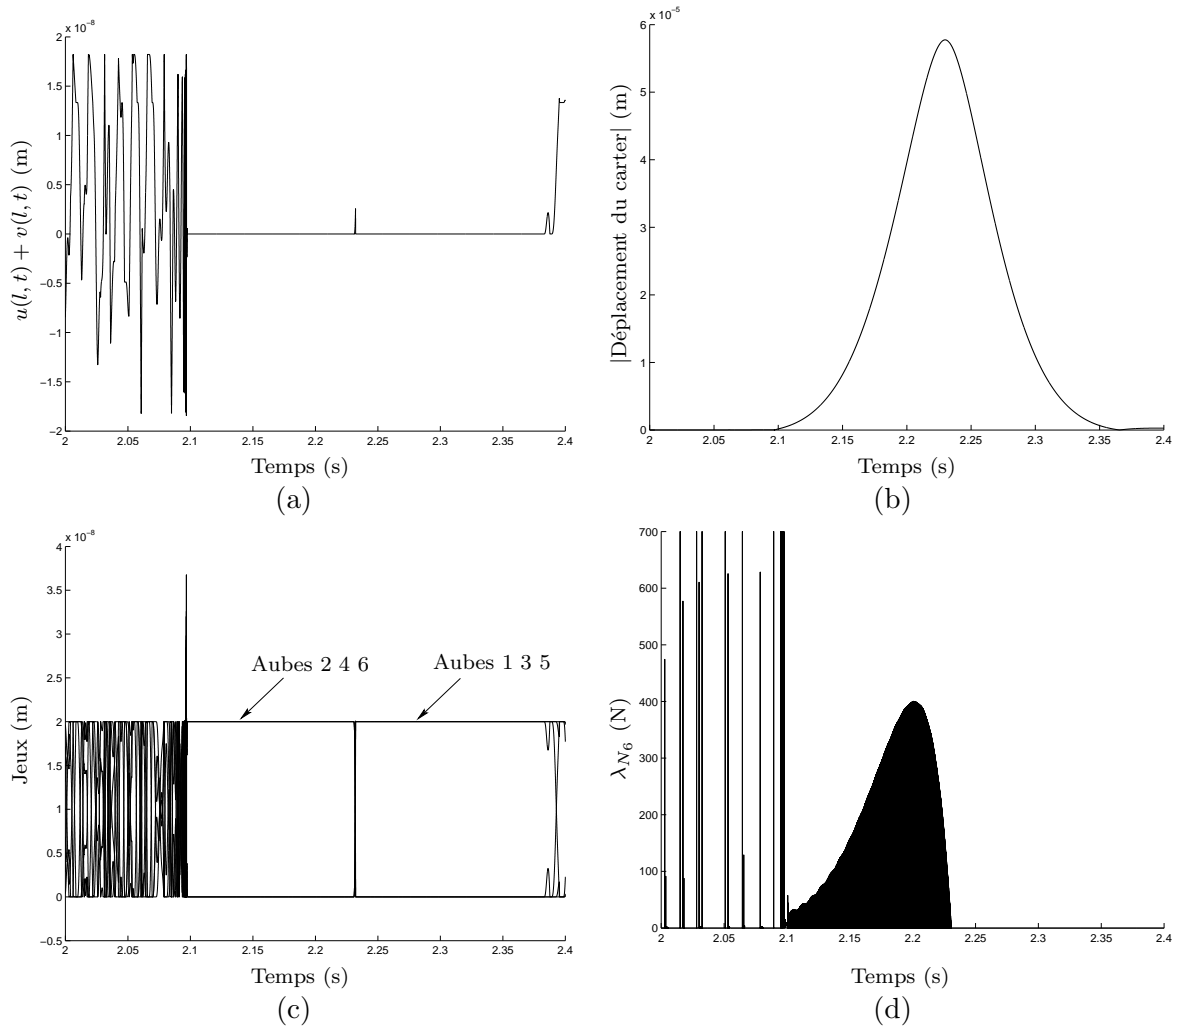 x 10⁻⁸
2
1.5
1
0.5
0
−0.5
−1
−1.5
−2
u(l, t) + v(l, t) (m)
2 2.05 2.1 2.15 2.2 2.25 2.3 2.35 2.4
Temps (s)
(a)
x 10⁻⁵
6
5
4
3
2
1
0
|Déplacement du carter| (m)
2 2.05 2.1 2.15 2.2 2.25 2.3 2.35 2.4
Temps (s)
(b)
x 10⁻⁸
4
3.5
3
2.5
2
1.5
1
0.5
0
−0.5
Jeux (m)
Aubes 2 4 6
Aubes 1 3 5
2 2.05 2.1 2.15 2.2 2.25 2.3 2.35 2.4
Temps (s)
(c)
700
600
500
400
300
200
100
0
λN₆ (N)
2 2.05 2.1 2.15 2.2 2.25 2.3 2.35 2.4
Temps (s)
(d)